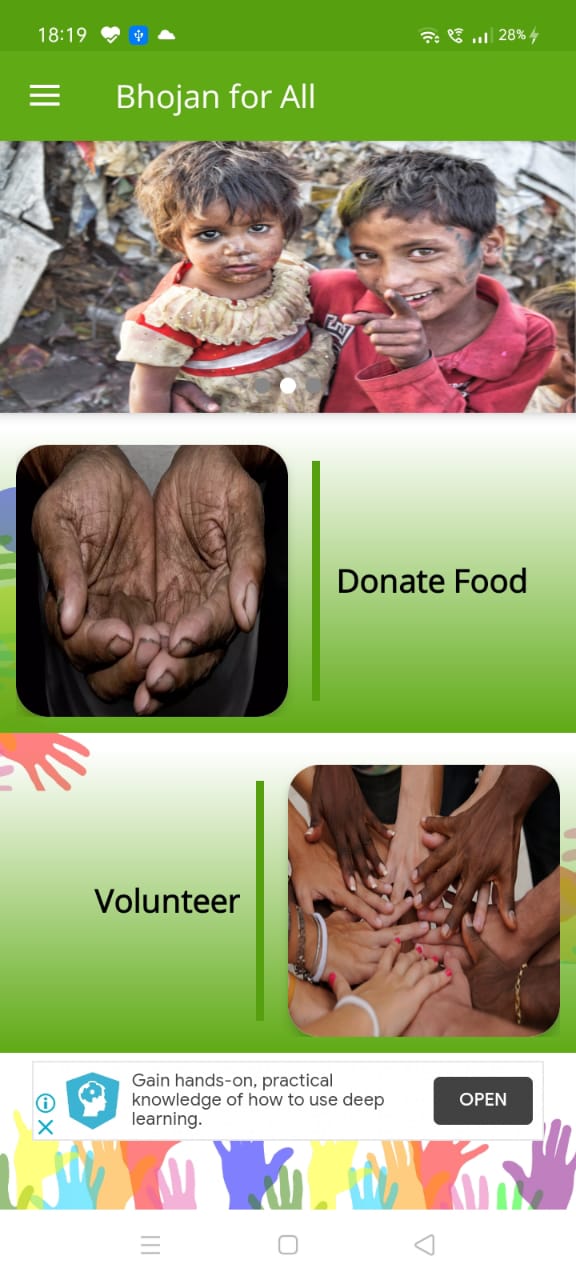 18:19
28%
Bhojan for All
Donate Food
Volunteer
Gain hands-on, practical
knowledge of how to use deep
learning.
OPEN